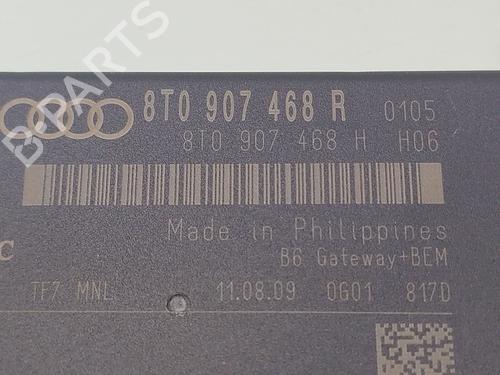 8T0 907 468 R 0105
8T0 907 468 H H06
Made in Philippines
B6 Gateway+BEM
TF7 MNL 11.08.09 0G01 817D
B-PARTS